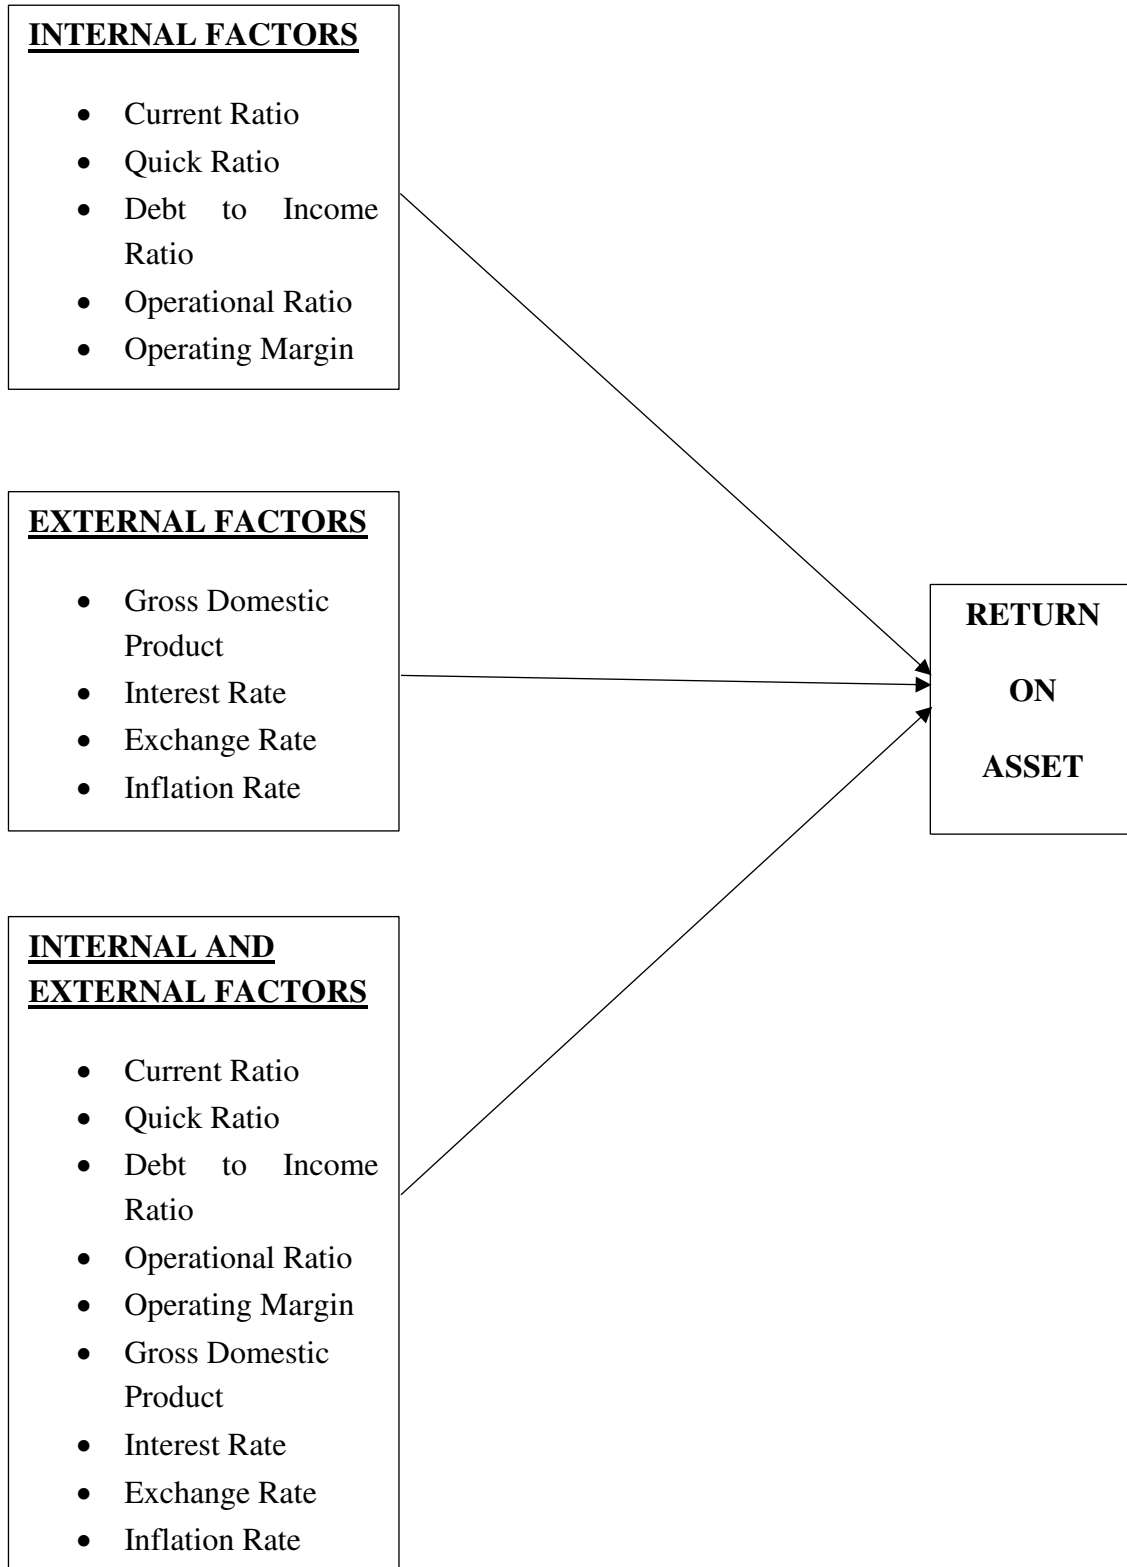 INTERNAL FACTORS
• Current Ratio
• Quick Ratio
• Debt to Income
Ratio
• Operational Ratio
• Operating Margin
EXTERNAL FACTORS
• Gross Domestic
Product
• Interest Rate
• Exchange Rate
• Inflation Rate
RETURN
ON
ASSET
INTERNAL AND
EXTERNAL FACTORS
• Current Ratio
• Quick Ratio
• Debt to Income
Ratio
• Operational Ratio
• Operating Margin
• Gross Domestic
Product
• Interest Rate
• Exchange Rate
• Inflation Rate